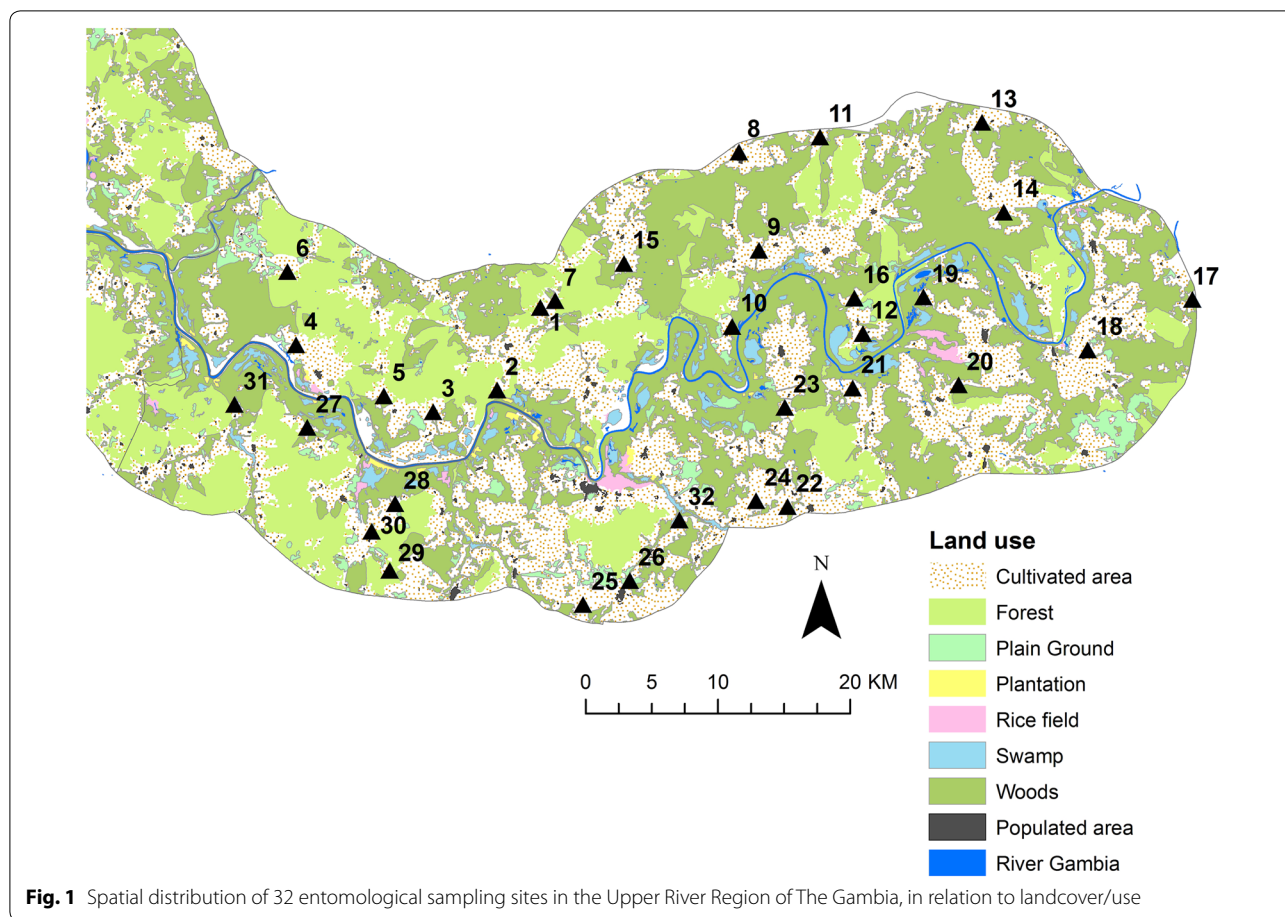 13
11
8
14
15
9
6
7
16
19
17
1
10
12
4
18
21
20
5
2
31
3
23
27
28
24
22
32
30
29
26
25
N
0 5 10 20 KM
Land use
Cultivated area
Forest
Plain Ground
Plantation
Rice field
Swamp
Woods
Populated area
River Gambia
Fig. 1 Spatial distribution of 32 entomological sampling sites in the Upper River Region of The Gambia, in relation to landcover/use